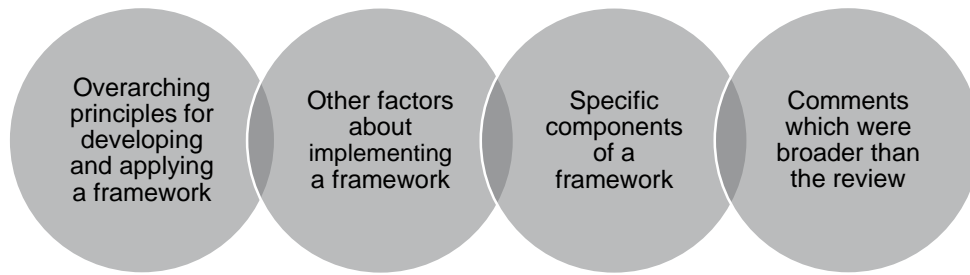 Overarching
principles for
developing
and applying
a framework
Other factors
about
implementing
a framework
Specific
components
of a
framework
Comments
which were
broader than
the review